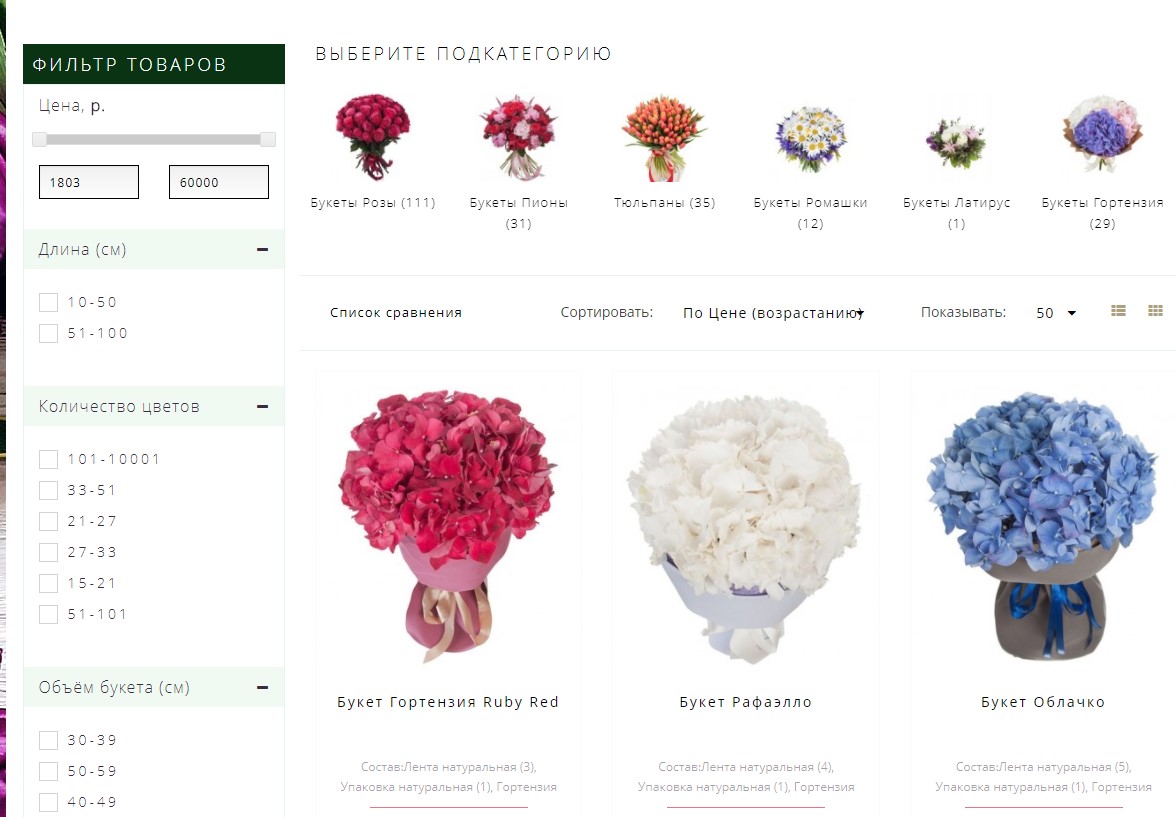 ФИЛЬТР ТОВАРОВ
Цена, р.
1803
60000
Длина (см)
10-50
51-100
Количество цветов
101-10001
33-51
21-27
27-33
15-21
51-101
Объём букета (см)
30-39
50-59
40-49
ВЫБЕРИТЕ ПОДКАТЕГОРИЮ
Букеты Розы (111)
Букеты Пионы
(31)
Тюльпаны (35)
Букеты Ромашки
(12)
Букеты Латирус
(1)
Букеты Гортензия
(29)
Список сравнения
Сортировать:
По Цене (возрастанию)
Показывать:
50
Букет Гортензия Ruby Red
Состав:Лента натуральная (3),
Упаковка натуральная (1), Гортензия
Букет Рафаэлло
Состав:Лента натуральная (4),
Упаковка натуральная (1), Гортензия
Букет Облачко
Состав:Лента натуральная (5),
Упаковка натуральная (1), Гортензия